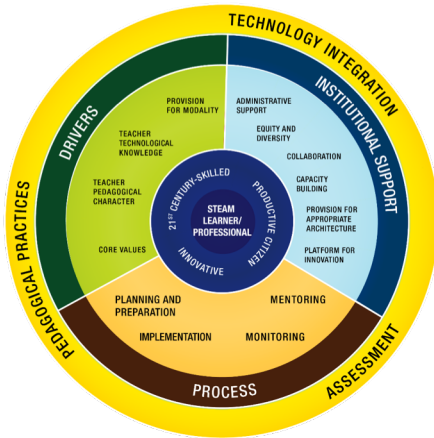 TECHNOLOGY INTEGRATION
PEDAGOGICAL PRACTICES
ASSESSMENT
DRIVERS
PROVISION
FOR MODALITY
TEACHER
TECHNOLOGICAL
KNOWLEDGE
TEACHER
PEDAGOGICAL
CHARACTER
CORE VALUES
INSTITUTIONAL SUPPORT
ADMINISTRATIVE
SUPPORT
EQUITY AND
DIVERSITY
COLLABORATION
CAPACITY
BUILDING
PROVISION FOR
APPROPRIATE
ARCHITECTURE
PLATFORM FOR
INNOVATION
21ST CENTURY-SKILLED
PRODUCTIVE CITIZEN
INNOVATIVE
STEAM
LEARNER/
PROFESSIONAL
PLANNING AND
PREPARATION
IMPLEMENTATION
MENTORING
MONITORING
PROCESS